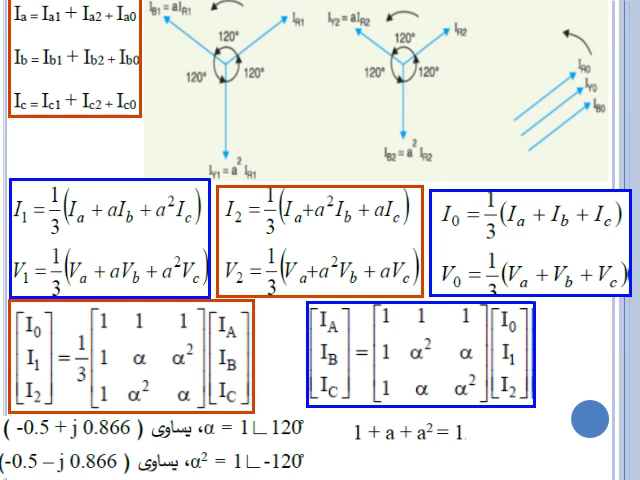 Ia = Ia1 + Ia2 + Ia0
Ib = Ib1 + Ib2 + Ib0
Ic = Ic1 + Ic2 + Ic0
IB1 = aIR1
IR1
120°
120°
120°
IY1 = a² IR1
IY2 = aIR2
IR2
120°
120°
120°
IB2 = a² IR2
IR0
IY0
IB0
I₁ = 1/3 (Ia + aIb + a²Ic)
V₁ = 1/3 (Va + aVb + a²Vc)
I₂ = 1/3 (Ia + a²Ib + aIc)
V₂ = 1/3 (Va + a²Vb + aVc)
I₀ = 1/3 (Ia + Ib + Ic)
V₀ = 1/3 (Va + Vb + Vc)
[I₀ I₁ I₂] = 1/3 [1 1 1; 1 α α²; 1 α² α] [IA IB IC]
[IA IB IC] = [1 1 1; 1 α² α; 1 α α²] [I₀ I₁ I₂]
( -0.5 + j 0.866 ) يساوى ،α = 1∟120°
(-0.5 – j 0.866 ) يساوى ،α² = 1∟-120°
1 + a + a² = 1